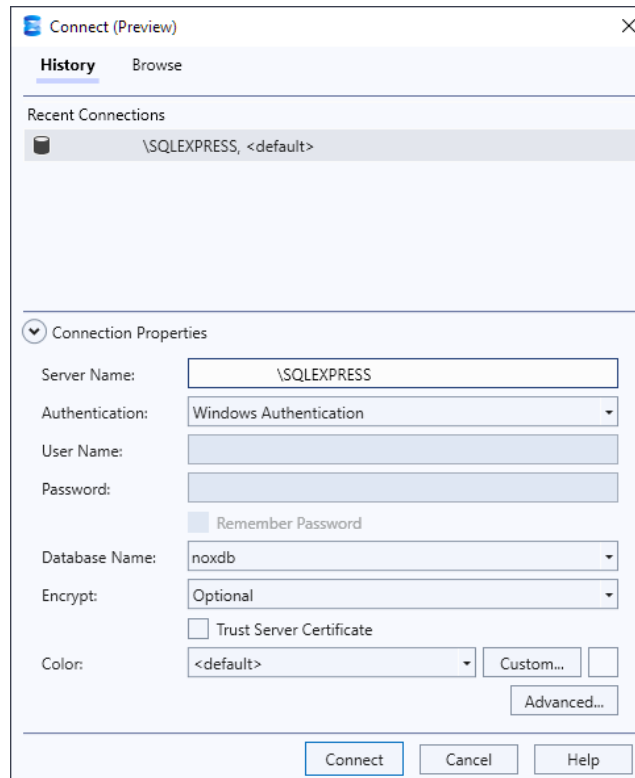 Connect (Preview)
History Browse
Recent Connections
\SQLEXPRESS, <default>
Connection Properties
Server Name: \SQLEXPRESS
Authentication: Windows Authentication
User Name:
Password:
Remember Password
Database Name: noxdb
Encrypt: Optional
Trust Server Certificate
Color: <default> Custom...
Advanced...
Connect Cancel Help